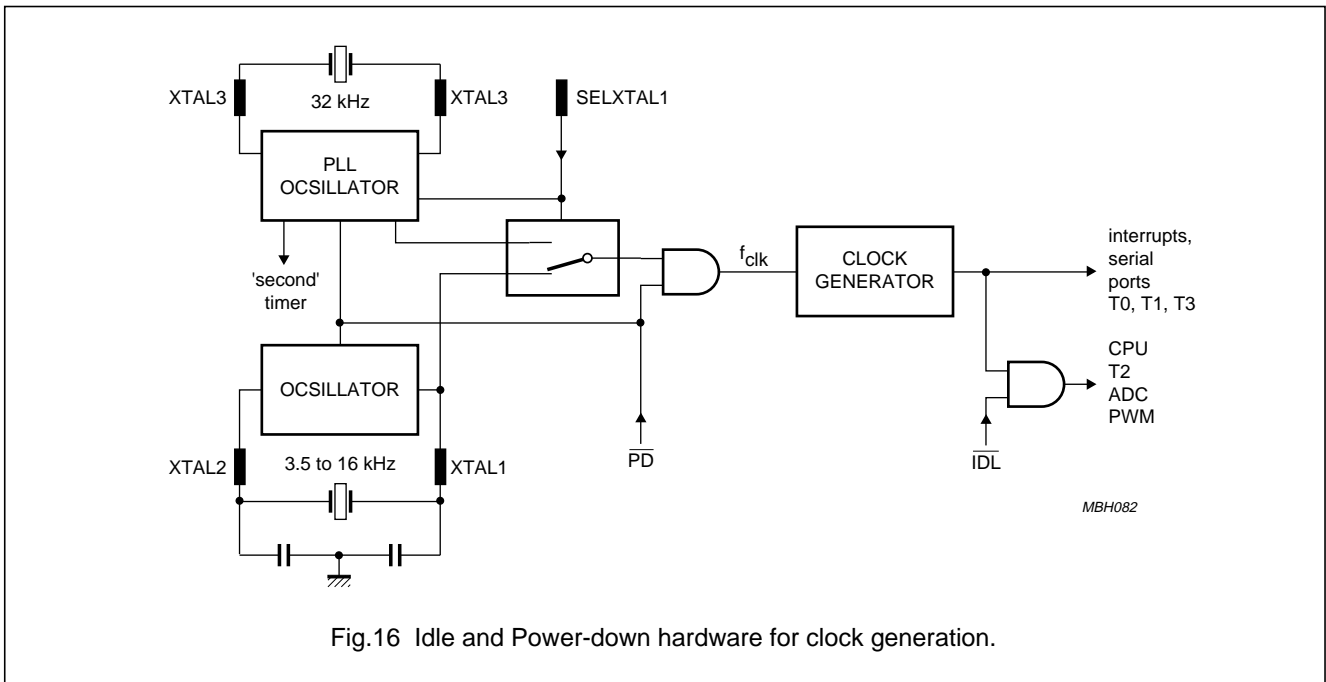 XTAL3
32 kHz
XTAL3
SELXTAL1
PLL
OCSILLATOR
'second'
timer
fclk
CLOCK
GENERATOR
interrupts,
serial
ports
T0, T1, T3
CPU
T2
ADC
PWM
OCSILLATOR
XTAL2
3.5 to 16 kHz
XTAL1
PD
IDL
MBH082
Fig.16 Idle and Power-down hardware for clock generation.